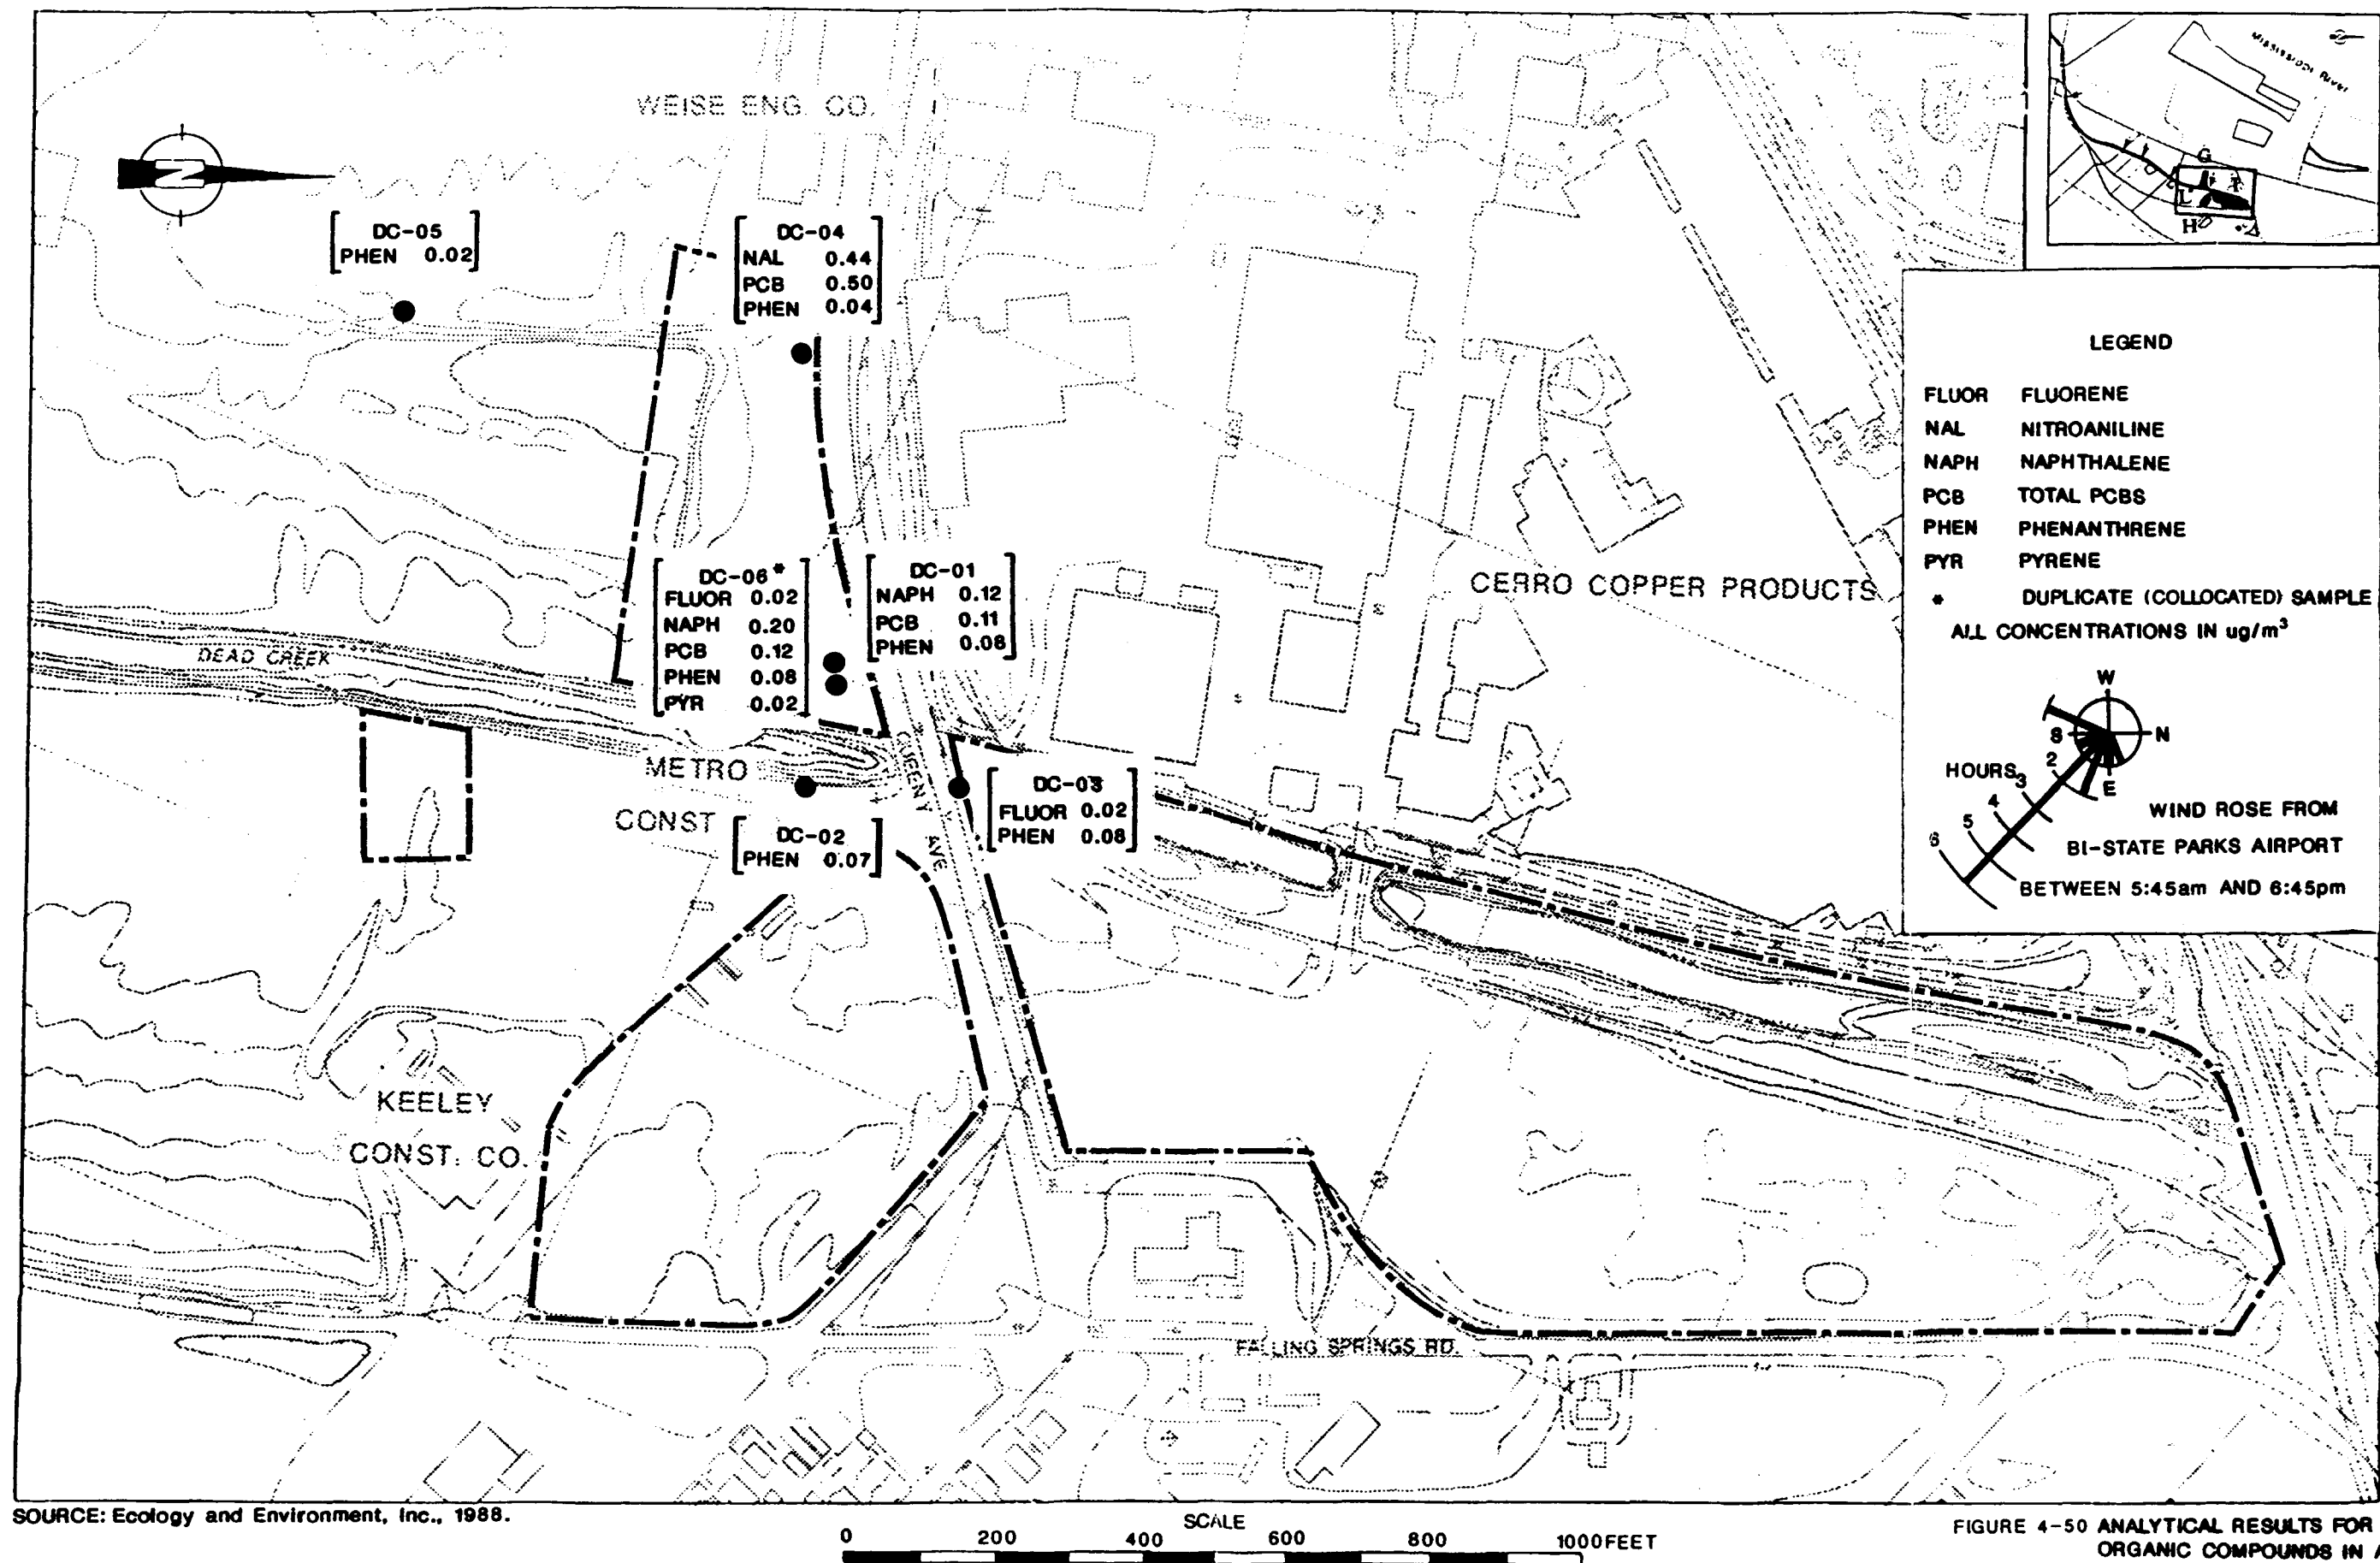 WEISE ENG. CO.
MISSISSIPPI River
G
L
T
H
N
DC-05
PHEN 0.02
DC-04
NAL 0.44
PCB 0.50
PHEN 0.04
LEGEND
FLUOR FLUORENE
NAL NITROANILINE
NAPH NAPHTHALENE
PCB TOTAL PCBS
PHEN PHENANTHRENE
PYR PYRENE
* DUPLICATE (COLLOCATED) SAMPLE
ALL CONCENTRATIONS IN ug/m³
DC-06*
FLUOR 0.02
NAPH 0.20
PCB 0.12
PHEN 0.08
PYR 0.02
DC-01
NAPH 0.12
PCB 0.11
PHEN 0.08
CERRO COPPER PRODUCTS
DEAD CREEK
W
S
N
E
HOURS
2
3
4
5
6
WIND ROSE FROM
BI-STATE PARKS AIRPORT
BETWEEN 5:45am AND 6:45pm
METRO
CONST
QUEENY AVE
DC-03
FLUOR 0.02
PHEN 0.08
DC-02
PHEN 0.07
KEELEY
CONST. CO.
FALLING SPRINGS RD.
SOURCE: Ecology and Environment, Inc., 1988.
SCALE
0 200 400 600 800 1000FEET
FIGURE 4-50 ANALYTICAL RESULTS FOR
ORGANIC COMPOUNDS IN